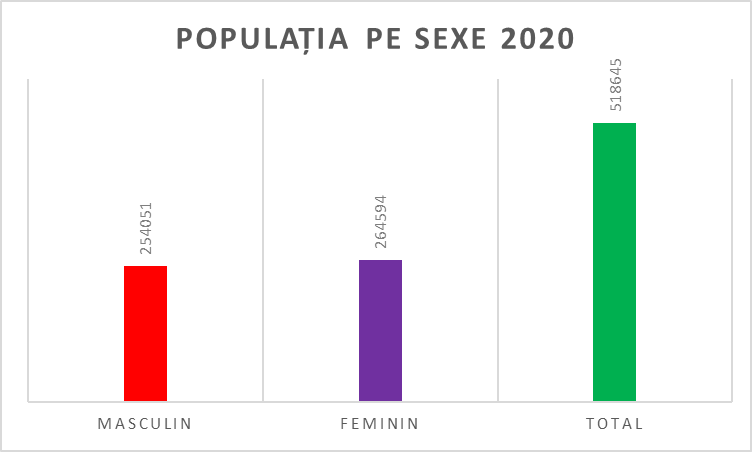 POPULAȚIA PE SEXE 2020
254051
264594
518645
MASCULIN
FEMININ
TOTAL